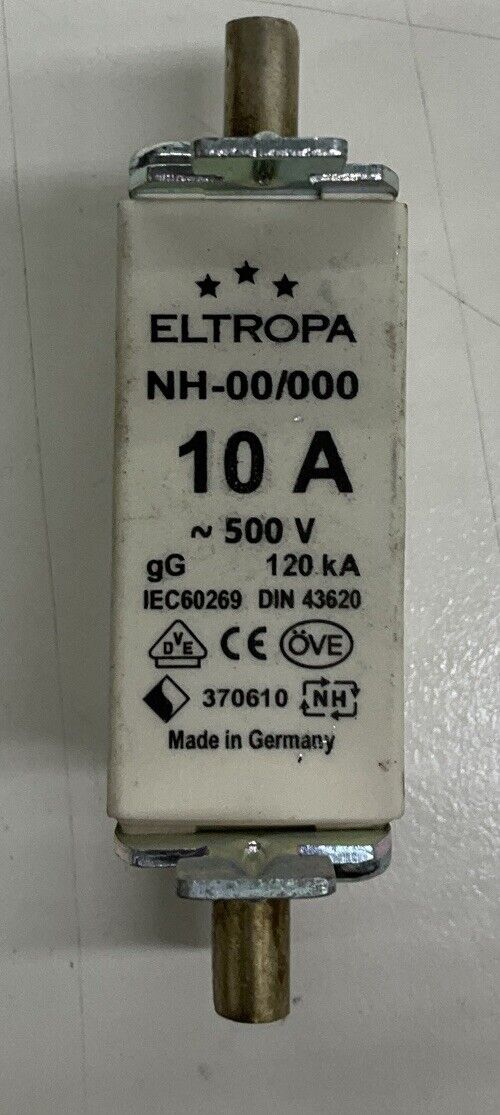 ELTROPA
NH-00/000
10 A
~ 500 V
gG 120 kA
IEC60269 DIN 43620
DVE CE ÖVE
370610 NH
Made in Germany